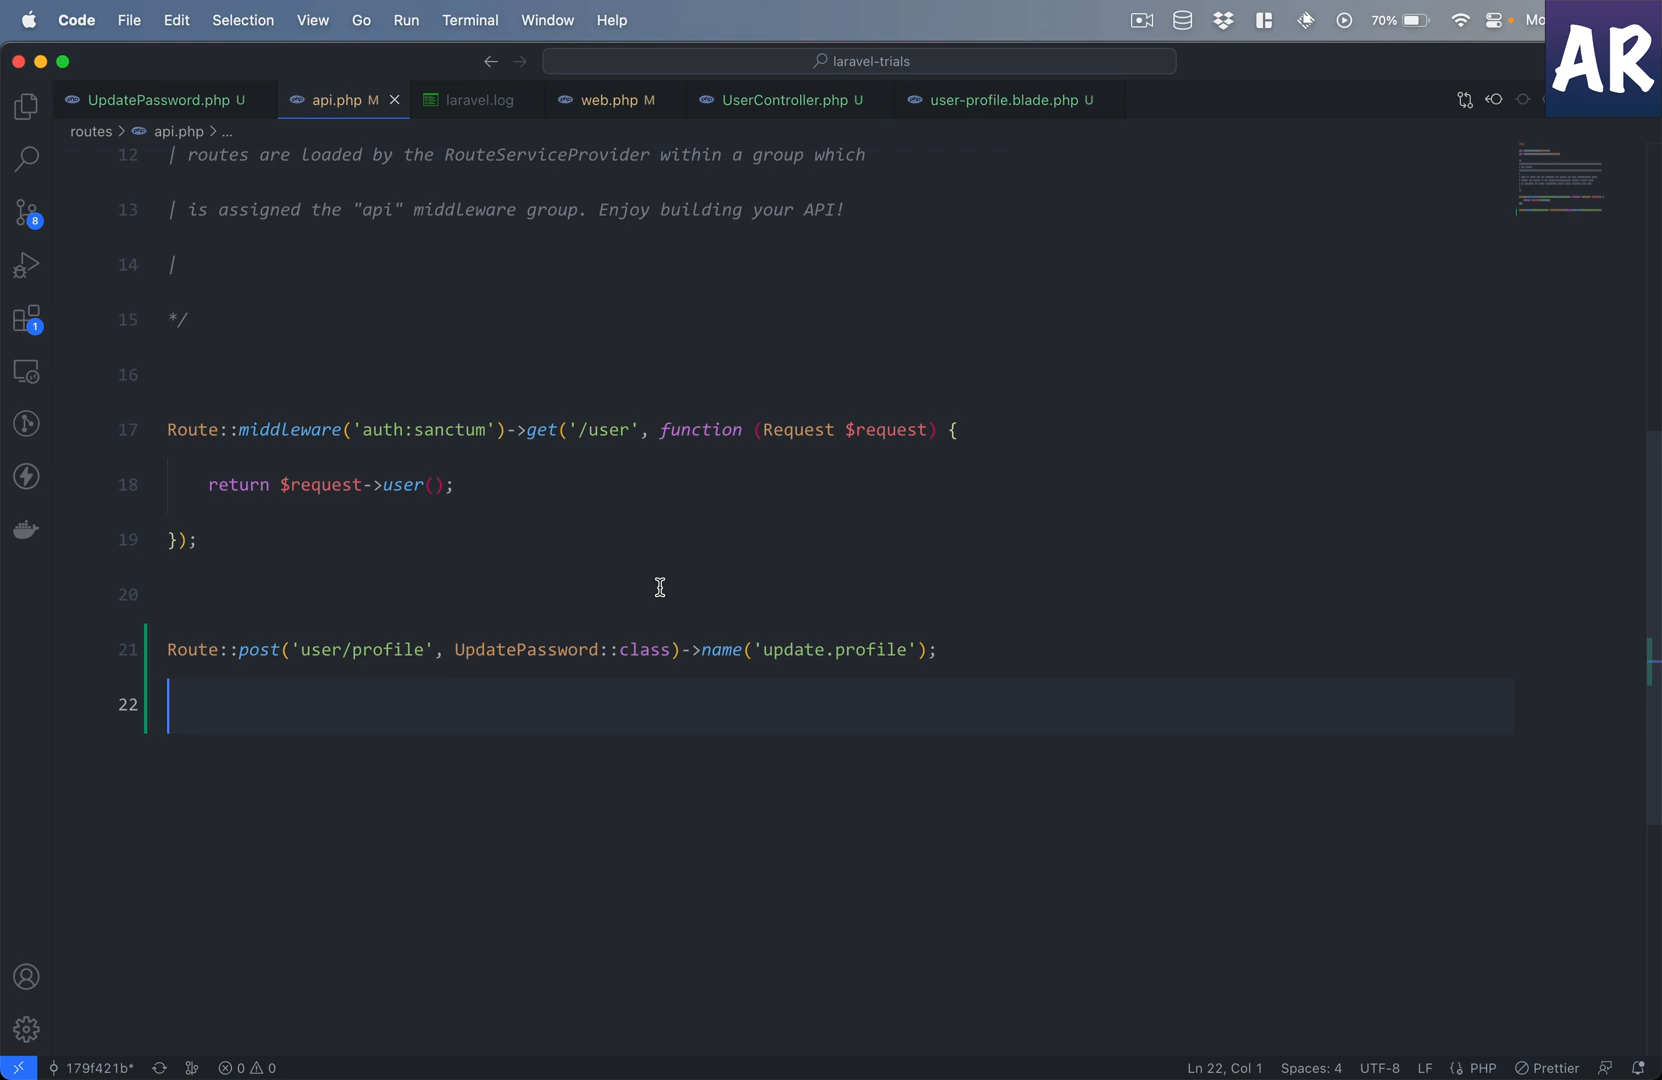 Code File Edit Selection View Go Run Terminal Window Help 70% Mo
AR
laravel-trials
UpdatePassword.php U api.php M laravel.log web.php M UserController.php U user-profile.blade.php U
routes > api.php > ...
12 | routes are loaded by the RouteServiceProvider within a group which
13 | is assigned the "api" middleware group. Enjoy building your API!
14 |
15 */
16
17 Route::middleware('auth:sanctum')->get('/user', function (Request $request) {
18 return $request->user();
19 });
20
21 Route::post('user/profile', UpdatePassword::class)->name('update.profile');
22
8
1
179f421b* 0 0 Ln 22, Col 1 Spaces: 4 UTF-8 LF {} PHP Prettier